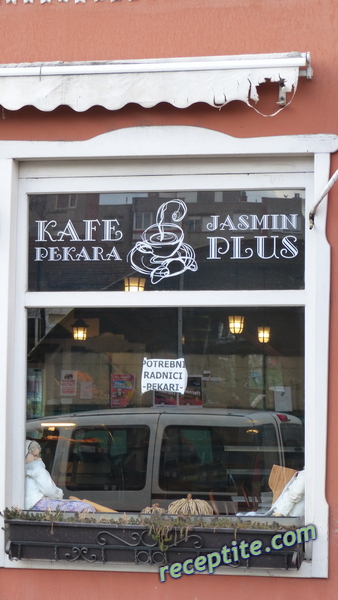 KAFE
PEKARA
JASMIN
PLUS
POTREBNI
RADNICI
-PEKARI-
receptite.com